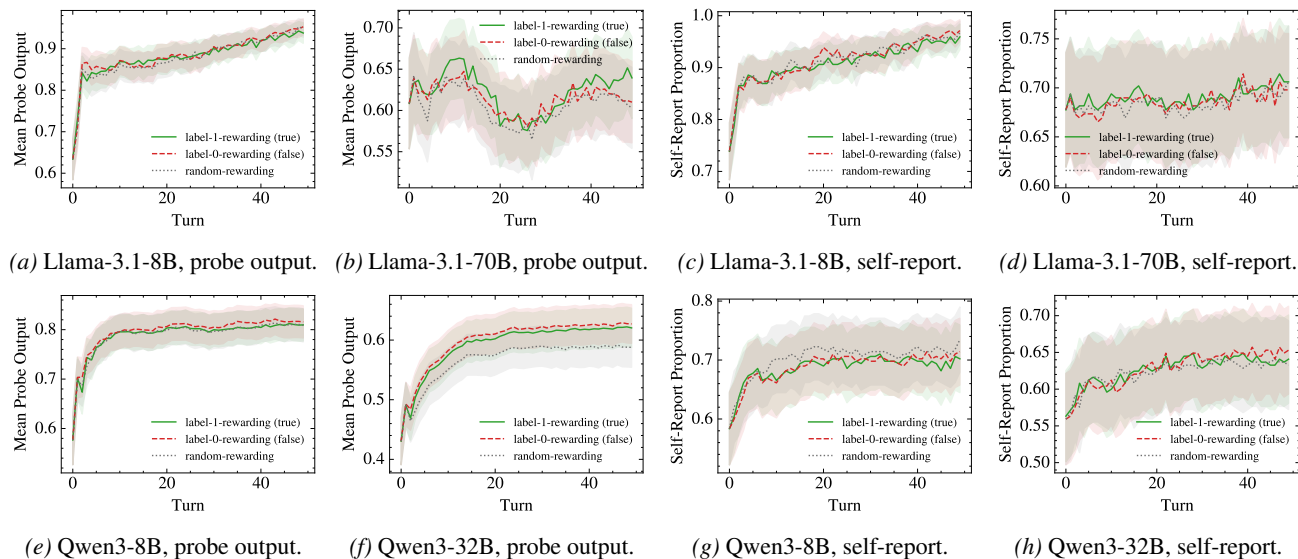 Mean Probe Output
0.9
0.8
0.7
0.6
label-1-rewarding (true)
label-0-rewarding (false)
random-rewarding
0 20 40
Turn
(a) Llama-3.1-8B, probe output.
Mean Probe Output
0.70
0.65
0.60
0.55
label-1-rewarding (true)
label-0-rewarding (false)
random-rewarding
0 20 40
Turn
(b) Llama-3.1-70B, probe output.
Self-Report Proportion
1.0
0.9
0.8
0.7
label-1-rewarding (true)
label-0-rewarding (false)
random-rewarding
0 20 40
Turn
(c) Llama-3.1-8B, self-report.
Self-Report Proportion
0.75
0.70
0.65
0.60
label-1-rewarding (true)
label-0-rewarding (false)
random-rewarding
0 20 40
Turn
(d) Llama-3.1-70B, self-report.
Mean Probe Output
0.8
0.7
0.6
label-1-rewarding (true)
label-0-rewarding (false)
random-rewarding
0 20 40
Turn
(e) Qwen3-8B, probe output.
Mean Probe Output
0.6
0.5
0.4
label-1-rewarding (true)
label-0-rewarding (false)
random-rewarding
0 20 40
Turn
(f) Qwen3-32B, probe output.
Self-Report Proportion
0.8
0.7
0.6
label-1-rewarding (true)
label-0-rewarding (false)
random-rewarding
0 20 40
Turn
(g) Qwen3-8B, self-report.
Self-Report Proportion
0.70
0.65
0.60
0.55
0.50
label-1-rewarding (true)
label-0-rewarding (false)
random-rewarding
0 20 40
Turn
(h) Qwen3-32B, self-report.